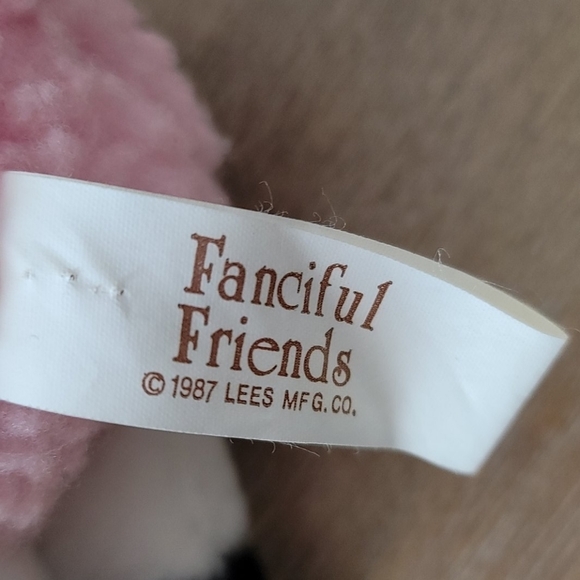 Fanciful
Friends
© 1987 LEES MFG. CO.